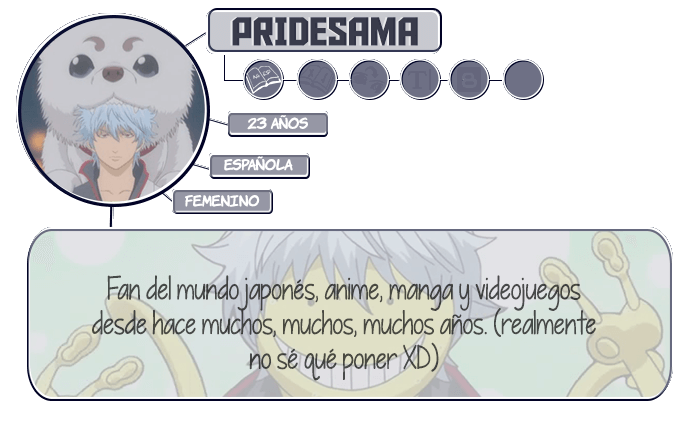 PRIDESAMA
23 AÑOS
ESPAÑOLA
FEMENINO
Fan del mundo japonés, anime, manga y videojuegos
desde hace muchos, muchos, muchos años. (realmente
no sé qué poner XD)